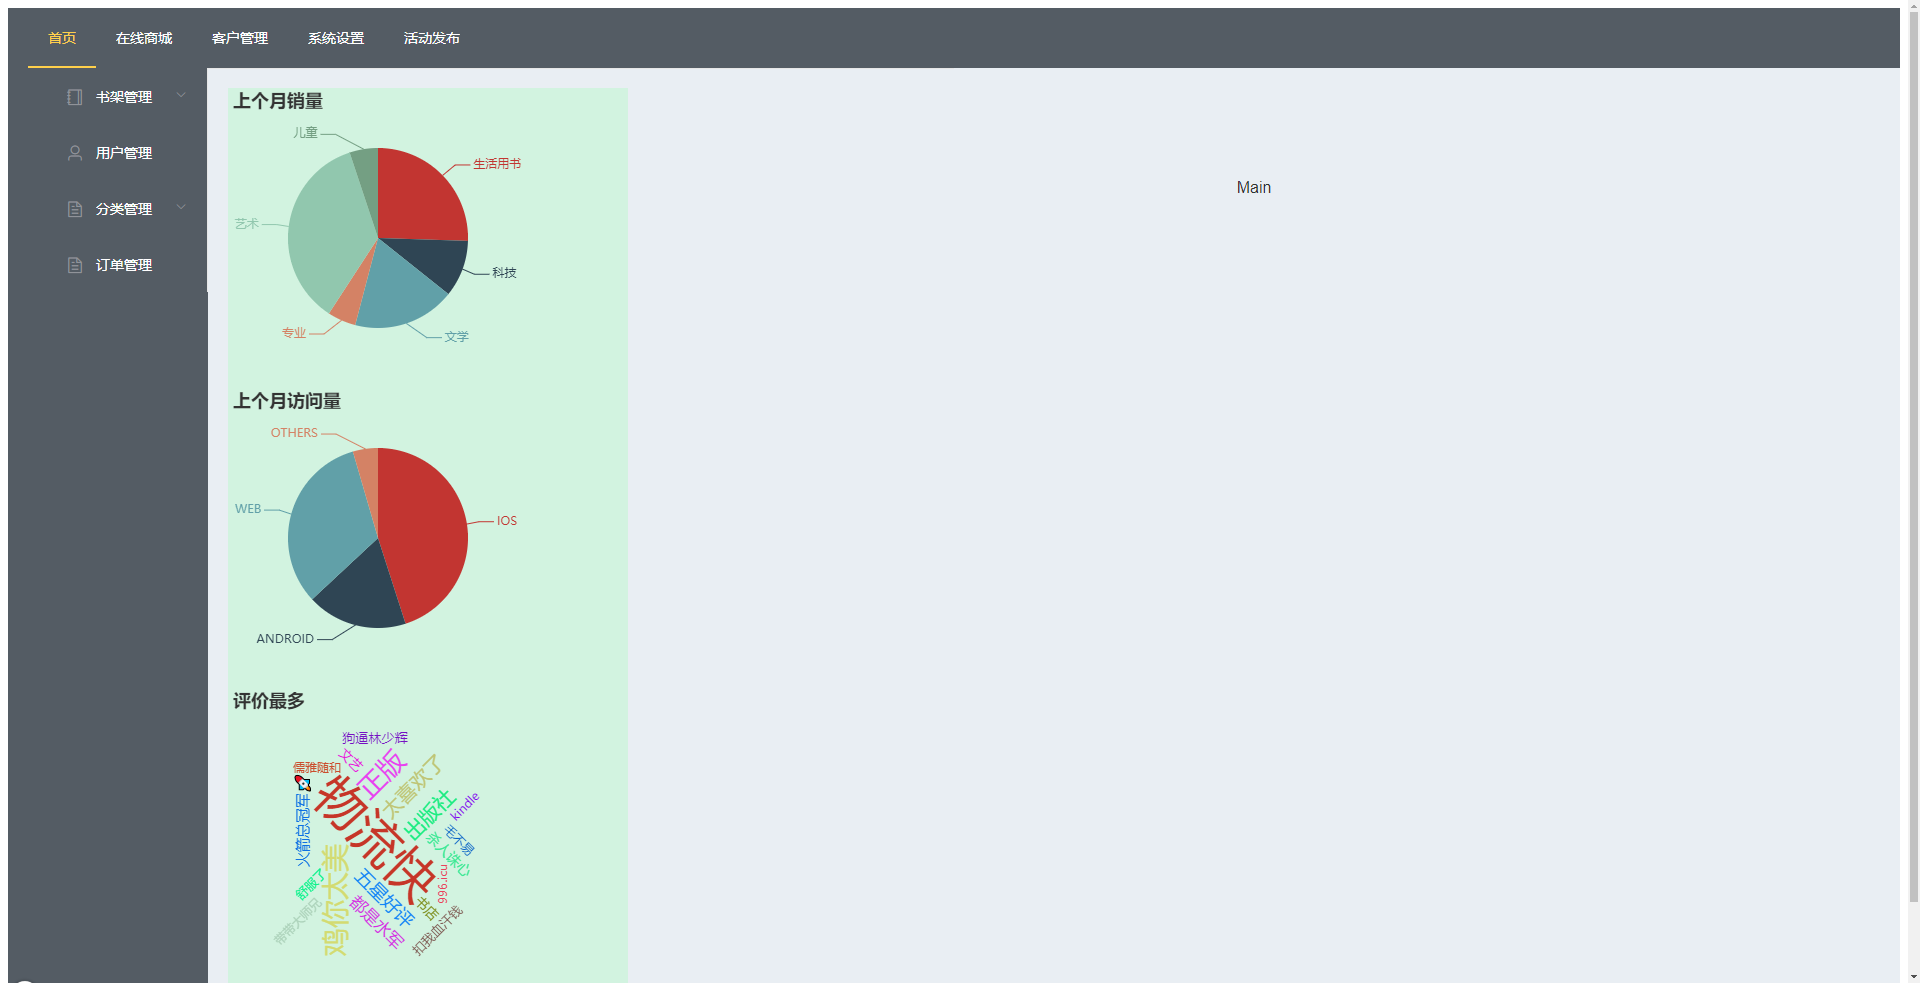 首页 在线商城 客户管理 系统设置 活动发布
书架管理
用户管理
分类管理
订单管理
上个月销量
儿童
生活用书
艺术
科技
专业
文学
Main
上个月访问量
OTHERS
WEB
IOS
ANDROID
评价最多
狗逼林少辉
文艺
正版
太喜欢了
儒雅随和
🚀火箭总冠军
物流快
出版社
kindle
毛不易
杀人诛心
996.icu
鸡你太美
舒服了
带带大师兄
五星好评
都是水军
书店
扣我血汗钱